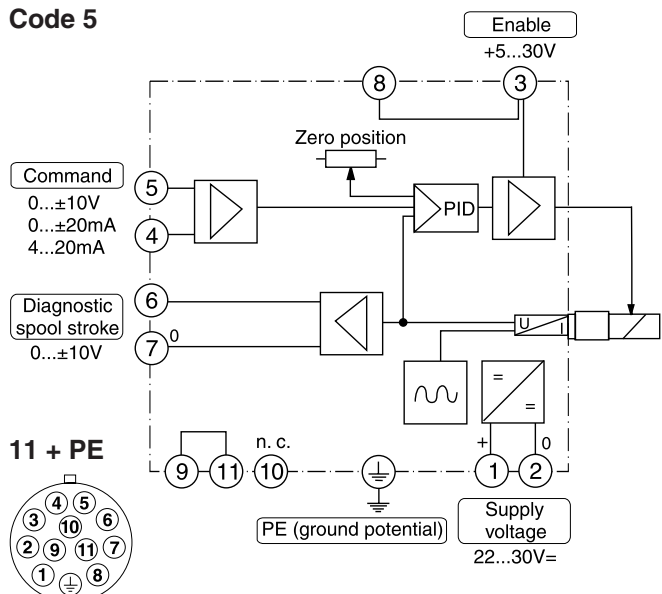 Code 5
Enable
+5...30V
8
3
Zero position
Command
0...±10V
0...±20mA
4...20mA
5
4
PID
Diagnostic
spool stroke
0...±10V
6
7
0
U
I
=
=
11 + PE
n. c.
+
0
9
11
10
1
2
PE (ground potential)
Supply
voltage
22...30V=
4
5
3
10
6
2
9
11
7
1
8